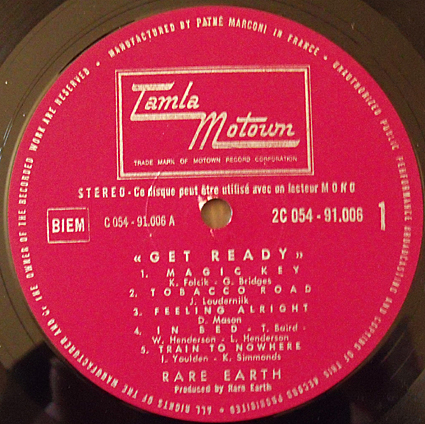 MANUFACTURED BY PATHÉ MARCONI IN FRANCE • UNAUTHORIZED PUBLIC PERFORMANCE BROADCASTING AND COPYING OF THIS RECORD PROHIBITED • ALL RIGHTS OF THE MANUFACTURER AND OF THE OWNER OF THE RECORDED WORK ARE RESERVED •
Tamla
Motown
TRADE MARK OF MOTOWN RECORD CORPORATION
STEREO - Ce disque peut être utilisé avec un lecteur MONO
BIEM C 054 - 91.006 A 2C 054 - 91.006 1
« GET READY »
1. MAGIC KEY
K. Folcik - G. Bridges
2. TOBACCO ROAD
J. Loudernilk
3. FEELING ALRIGHT
D. Mason
4. IN BED - T. Baird -
W. Henderson - L. Henderson
5. TRAIN TO NOWHERE
I. Youlden - K. Simmonds
RARE EARTH
Produced by Rare Earth